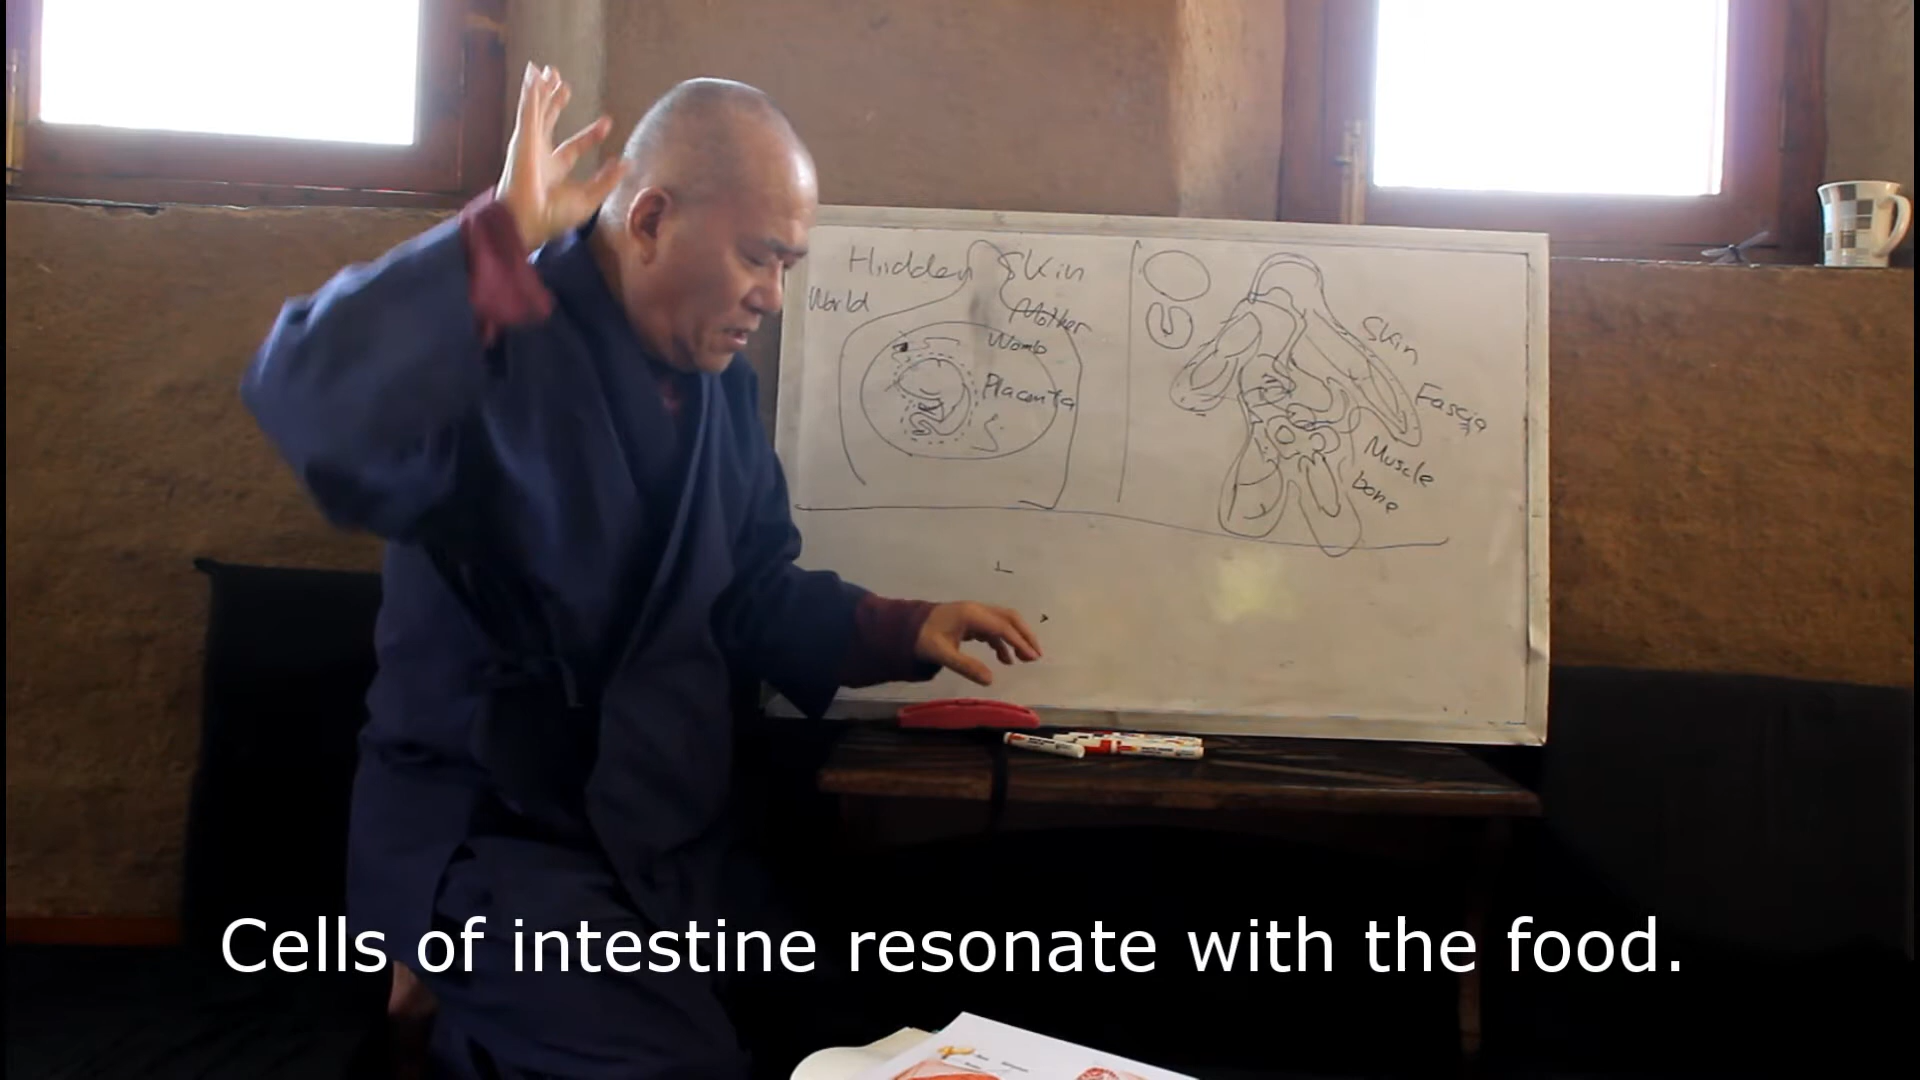 Hidden Skin
World
Mother
Womb
Placenta
Skin
Fascia
Muscle
bone
Cells of intestine resonate with the food.